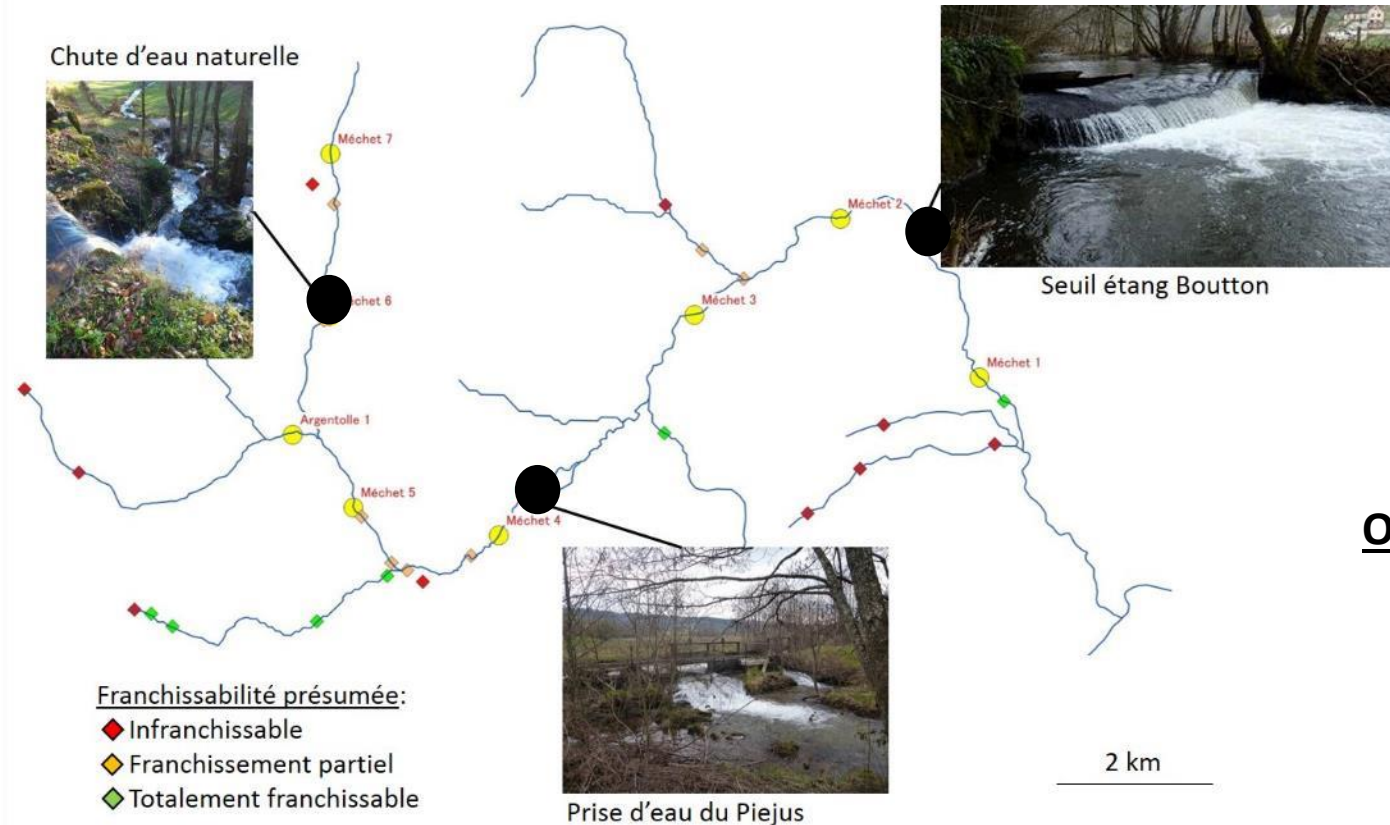 Chute d'eau naturelle
Méchet 7
Méchet 2
Seuil étang Boutton
échet 6
Méchet 3
Méchet 1
Argentolle 1
Méchet 5
Méchet 4
O
Franchissabilité présumée:
Infranchissable
Franchissement partiel
Totalement franchissable
2 km
Prise d'eau du Piejus